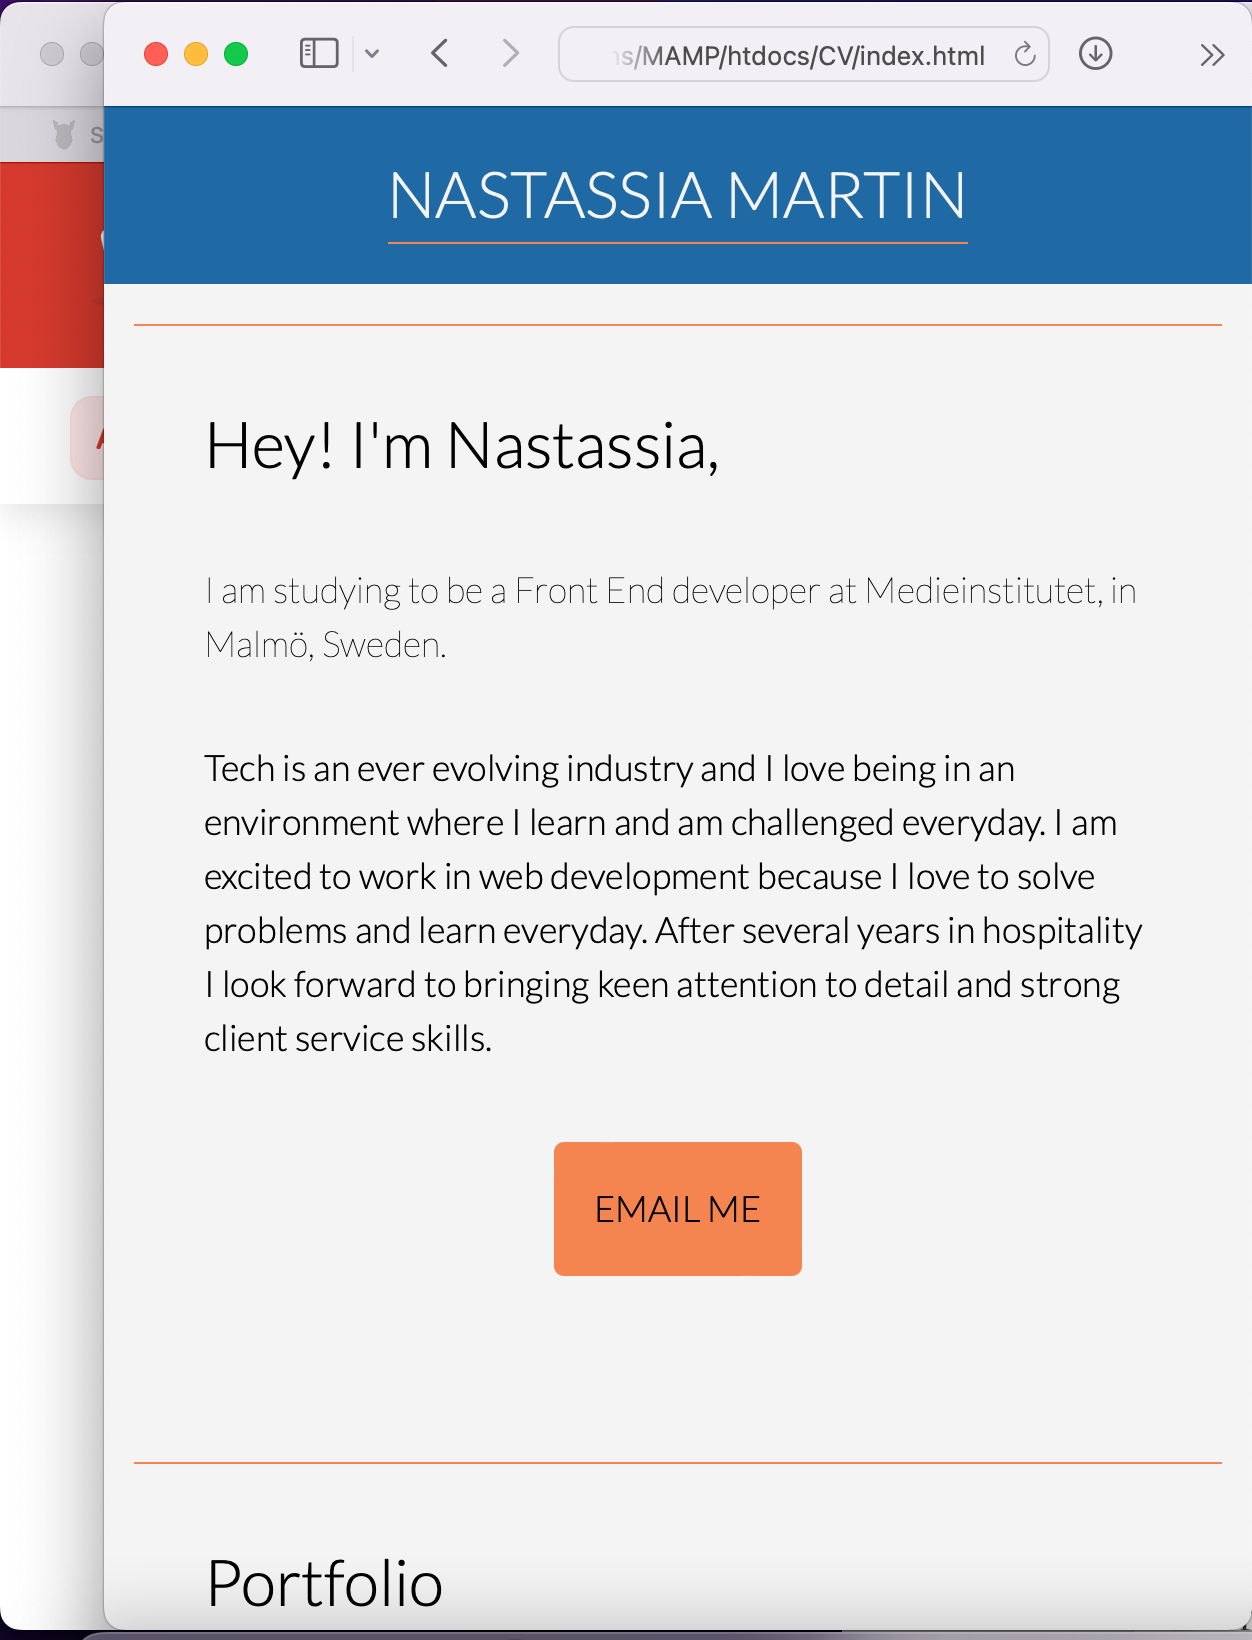 /MAMP/htdocs/CV/index.html
NASTASSIA MARTIN
Hey! I'm Nastassia,
I am studying to be a Front End developer at Medieinstitutet, in
Malmö, Sweden.
Tech is an ever evolving industry and I love being in an
environment where I learn and am challenged everyday. I am
excited to work in web development because I love to solve
problems and learn everyday. After several years in hospitality
I look forward to bringing keen attention to detail and strong
client service skills.
EMAIL ME
Portfolio